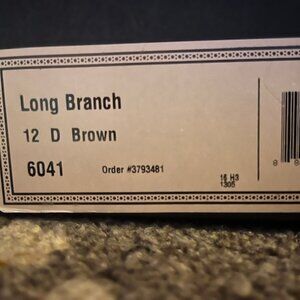 Long Branch
12 D Brown
6041 Order #3793481 16 H3
1305